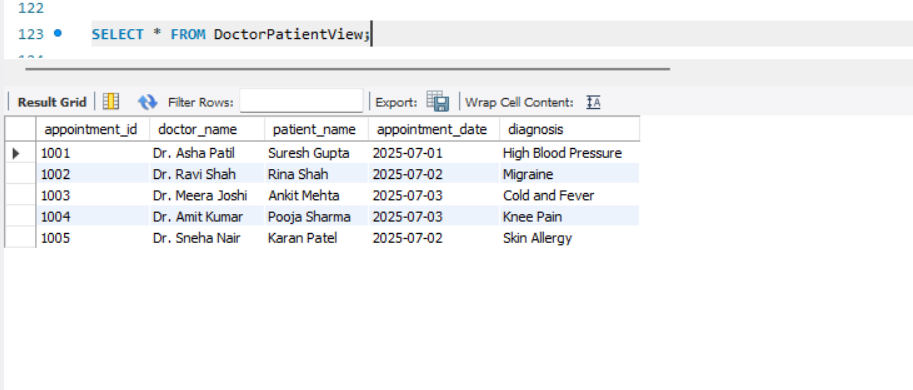 122
123 SELECT * FROM DoctorPatientView;
Result Grid Filter Rows: Export: Wrap Cell Content: IA
appointment_id doctor_name patient_name appointment_date diagnosis
1001 Dr. Asha Patil Suresh Gupta 2025-07-01 High Blood Pressure
1002 Dr. Ravi Shah Rina Shah 2025-07-02 Migraine
1003 Dr. Meera Joshi Ankit Mehta 2025-07-03 Cold and Fever
1004 Dr. Amit Kumar Pooja Sharma 2025-07-03 Knee Pain
1005 Dr. Sneha Nair Karan Patel 2025-07-02 Skin Allergy